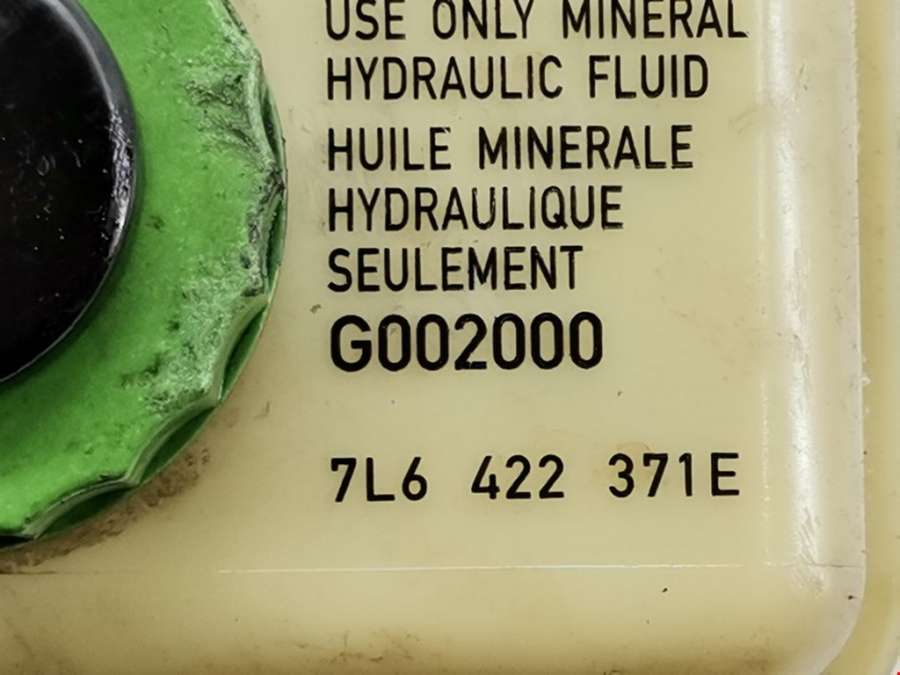 USE ONLY MINERAL
HYDRAULIC FLUID
HUILE MINERALE
HYDRAULIQUE
SEULEMENT
G002000
7L6 422 371E